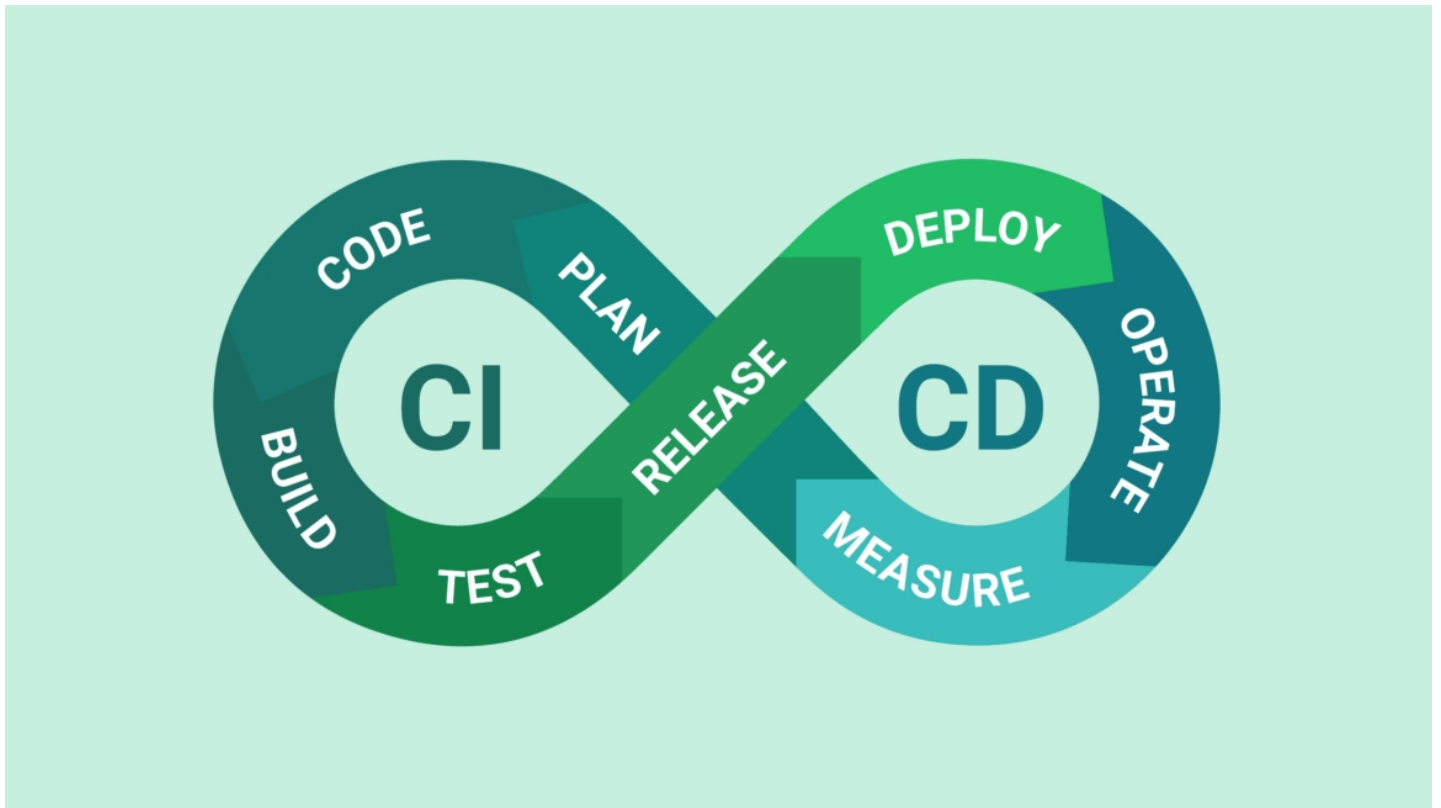 CODE
PLAN
BUILD
TEST
CI
RELEASE
DEPLOY
OPERATE
MEASURE
CD